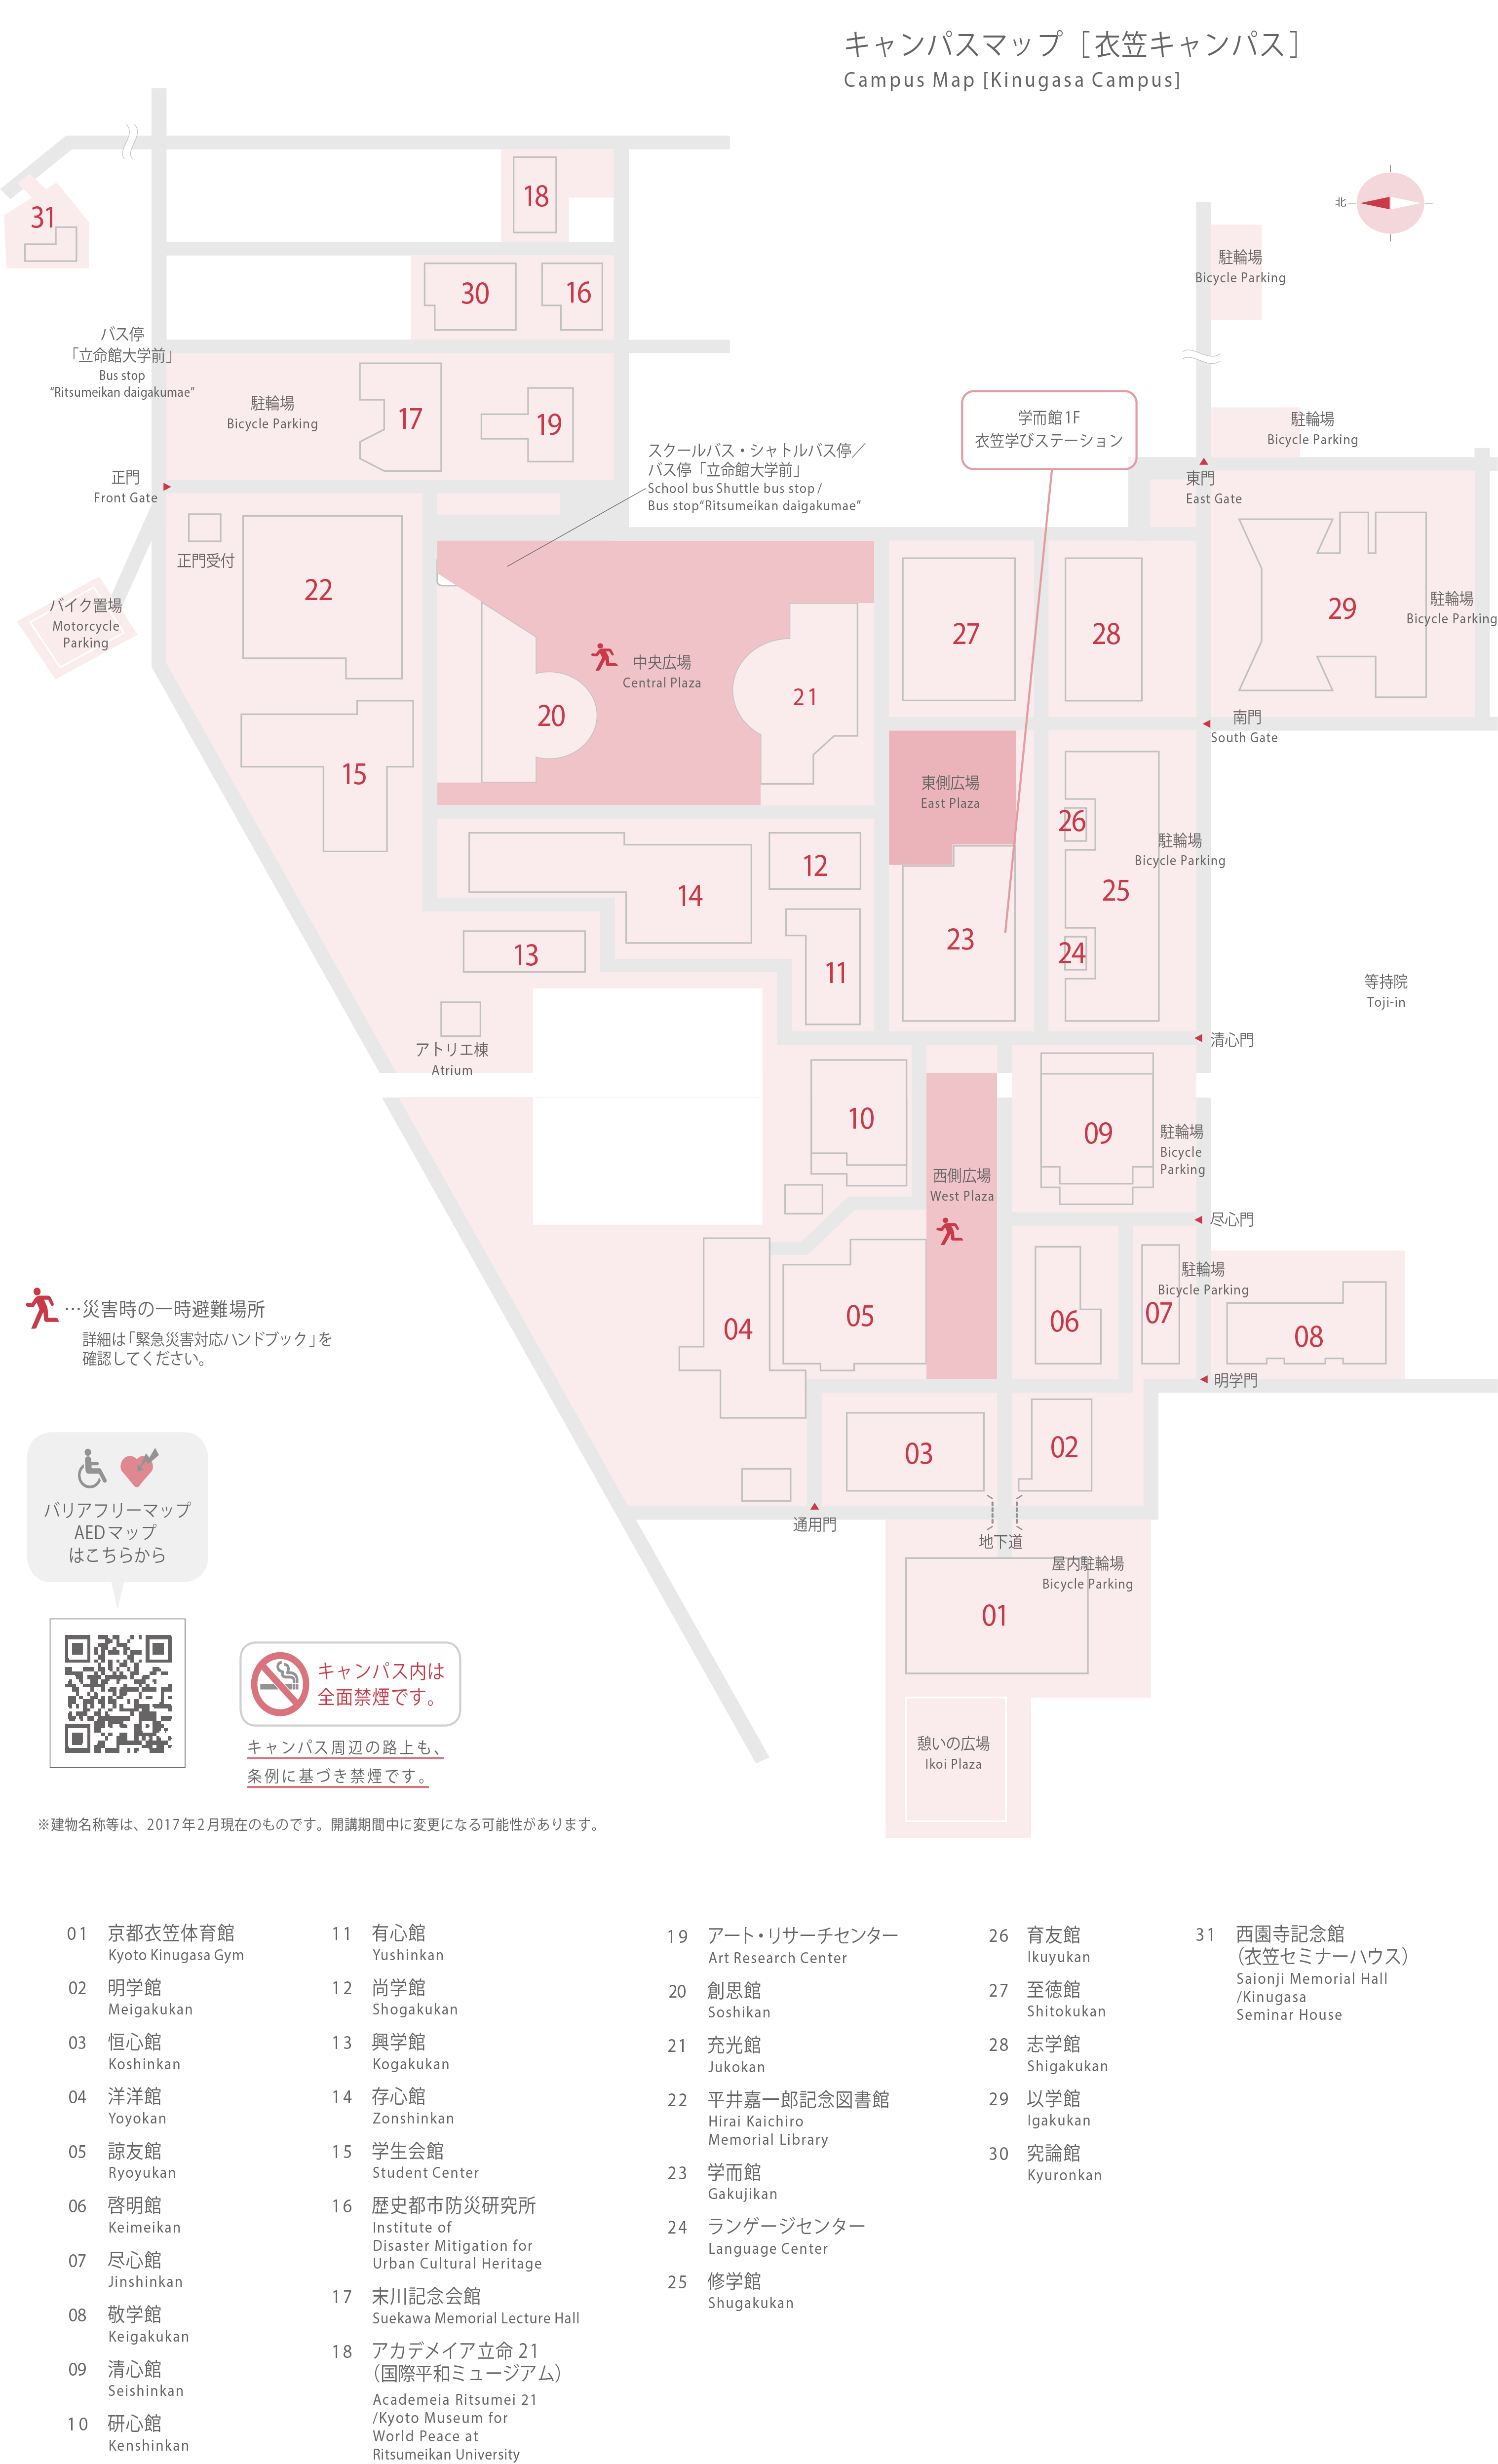 キャンパスマップ［衣笠キャンパス］
Campus Map [Kinugasa Campus]
18
31
北
駐輪場
Bicycle Parking
30
16
バス停
「立命館大学前」
Bus stop
“Ritsumeikan daigakumae”
駐輪場
Bicycle Parking
17
19
学而館1F
衣笠学びステーション
駐輪場
Bicycle Parking
スクールバス・シャトルバス停／
バス停「立命館大学前」
School bus Shuttle bus stop /
Bus stop“Ritsumeikan daigakumae”
正門
Front Gate
東門
East Gate
正門受付
22
バイク置場
Motorcycle
Parking
中央広場
Central Plaza
20
21
27
28
29
駐輪場
Bicycle Parking
南門
South Gate
15
東側広場
East Plaza
26
駐輪場
Bicycle Parking
12
14
25
23
24
13
11
等持院
Toji-in
アトリエ棟
Atrium
清心門
10
09
駐輪場
Bicycle
Parking
西側広場
West Plaza
尽心門
駐輪場
Bicycle Parking
04
05
06
07
08
…災害時の一時避難場所
詳細は「緊急災害対応ハンドブック」を
確認してください。
明学門
03
02
バリアフリーマップ
AEDマップ
はこちらから
通用門
地下道
屋内駐輪場
Bicycle Parking
01
キャンパス内は
全面禁煙です。
キャンパス周辺の路上も、
条例に基づき禁煙です。
憩いの広場
Ikoi Plaza
※建物名称等は、2017年2月現在のものです。開講期間中に変更になる可能性があります。
01 京都衣笠体育館
Kyoto Kinugasa Gym
02 明学館
Meigakukan
03 恒心館
Koshinkan
04 洋洋館
Yoyokan
05 諒友館
Ryoyukan
06 啓明館
Keimeikan
07 尽心館
Jinshinkan
08 敬学館
Keigakukan
09 清心館
Seishinkan
10 研心館
Kenshinkan
11 有心館
Yushinkan
12 尚学館
Shogakukan
13 興学館
Kogakukan
14 存心館
Zonshinkan
15 学生会館
Student Center
16 歴史都市防災研究所
Institute of
Disaster Mitigation for
Urban Cultural Heritage
17 末川記念会館
Suekawa Memorial Lecture Hall
18 アカデメイア立命21
（国際平和ミュージアム）
Academeia Ritsumei 21
/Kyoto Museum for
World Peace at
Ritsumeikan University
19 アート・リサーチセンター
Art Research Center
20 創思館
Soshikan
21 充光館
Jukokan
22 平井嘉一郎記念図書館
Hirai Kaichiro
Memorial Library
23 学而館
Gakujikan
24 ランゲージセンター
Language Center
25 修学館
Shugakukan
26 育友館
Ikuyukan
27 至徳館
Shitokukan
28 志学館
Shigakukan
29 以学館
Igakukan
30 究論館
Kyuronkan
31 西園寺記念館
（衣笠セミナーハウス）
Saionji Memorial Hall
/Kinugasa
Seminar House